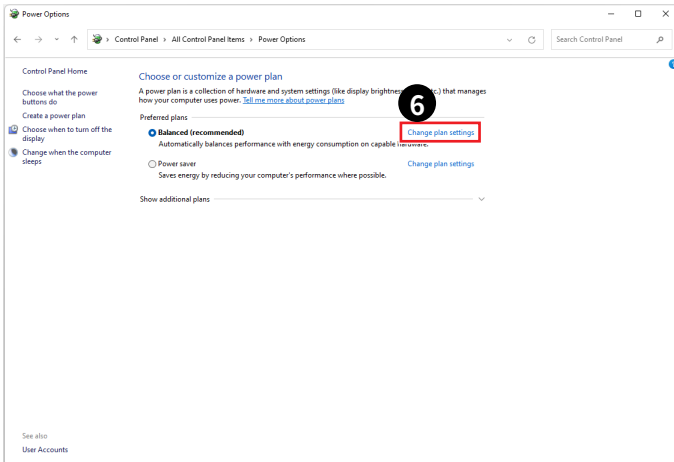 Power Options
Control Panel > All Control Panel Items > Power Options
Search Control Panel
Control Panel Home
Choose what the power
buttons do
Create a power plan
Choose when to turn off the
display
Change when the computer
sleeps
Choose or customize a power plan
A power plan is a collection of hardware and system settings (like display brightness, etc.) that manages
how your computer uses power. Tell me more about power plans
Preferred plans
6
Balanced (recommended)
Change plan settings
Automatically balances performance with energy consumption on capable hardware.
Power saver
Change plan settings
Saves energy by reducing your computer's performance where possible.
Show additional plans
See also
User Accounts